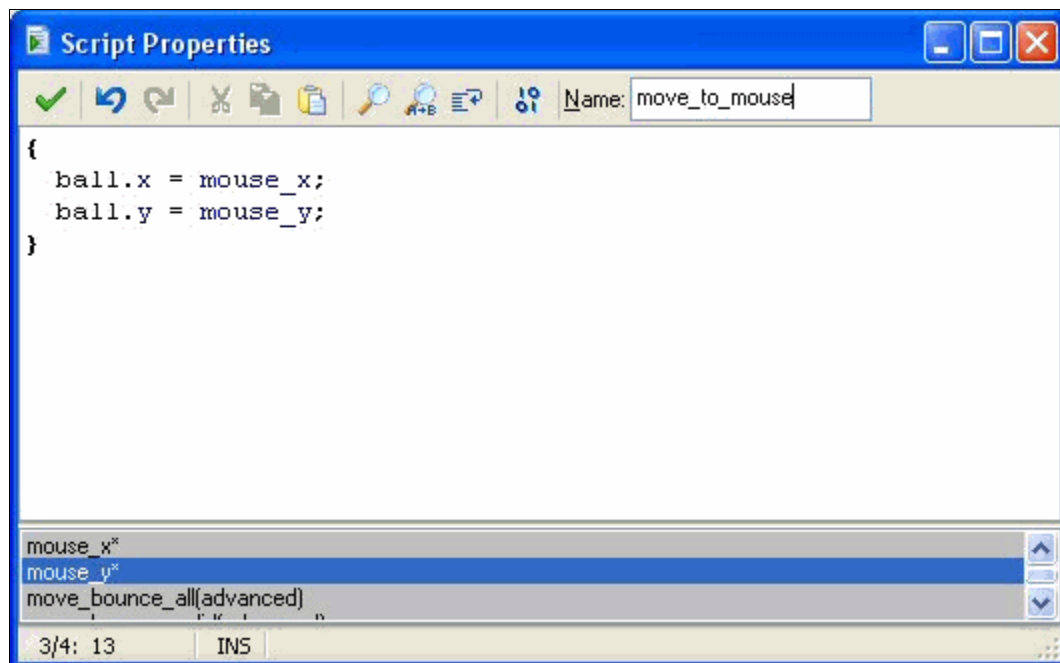 Script Properties
Name: move_to_mouse
{
ball.x = mouse_x;
ball.y = mouse_y;
}
mouse_x*
mouse_y*
move_bounce_all(advanced)
3/4: 13 INS